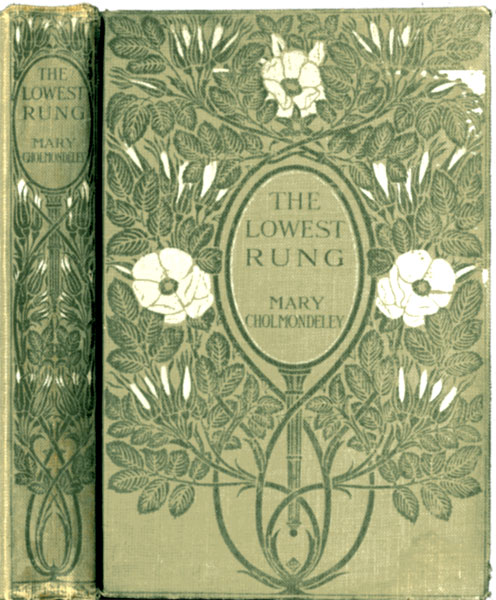 THE
LOWEST
RUNG
MARY
CHOLMONDELEY
THE
LOWEST
RUNG
MARY
CHOLMONDELEY